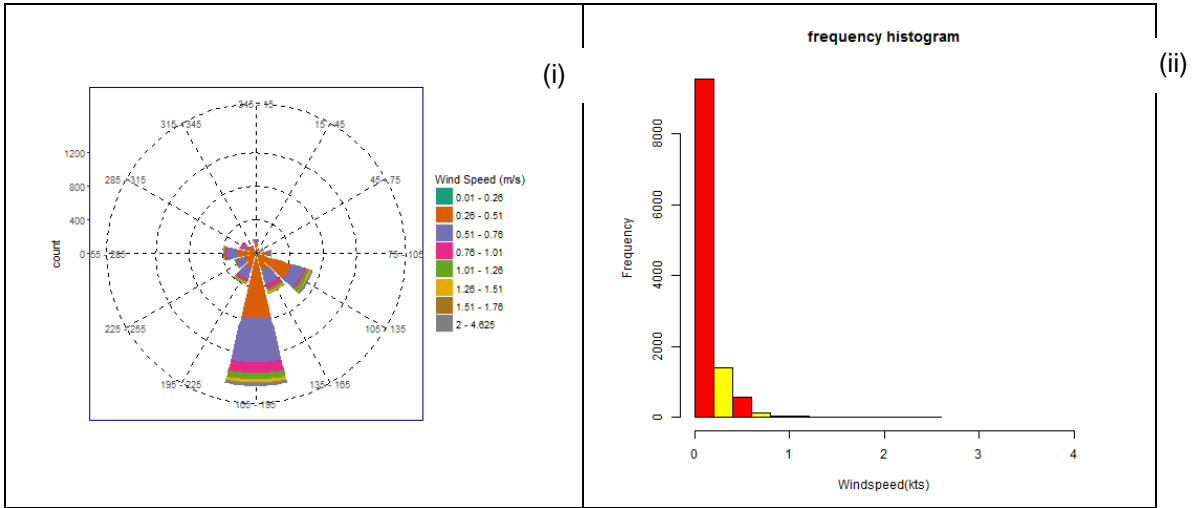 (i)
345 - 15
315 - 345
15 - 45
285 - 315
45 - 75
75 - 105
225 - 255
105 - 135
195 - 225
135 - 165
165 - 195
1200
800
400
0
count
Wind Speed (m/s)
0.01 - 0.26
0.26 - 0.51
0.51 - 0.76
0.76 - 1.01
1.01 - 1.26
1.26 - 1.51
1.51 - 1.76
2 - 4.625
frequency histogram
(ii)
8000
6000
4000
2000
0
Frequency
0 1 2 3 4
Windspeed(kts)